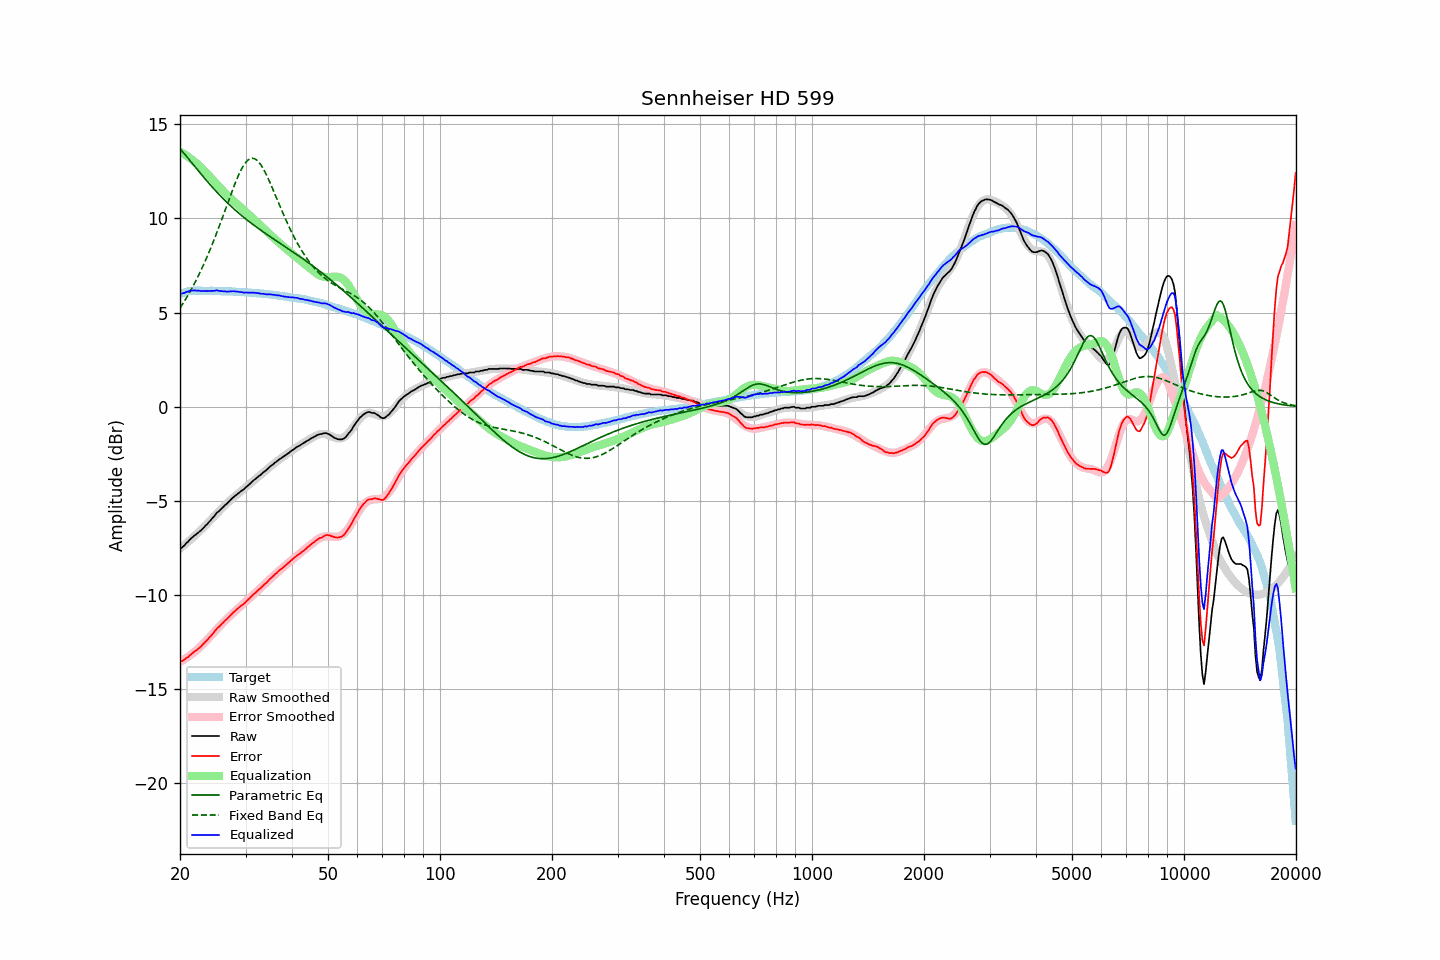 Sennheiser HD 599
15
10
5
0
−5
−10
−15
−20
Amplitude (dBr)
Target
Raw Smoothed
Error Smoothed
Raw
Error
Equalization
Parametric Eq
Fixed Band Eq
Equalized
20 50 100 200 500 1000 2000 5000 10000 20000
Frequency (Hz)